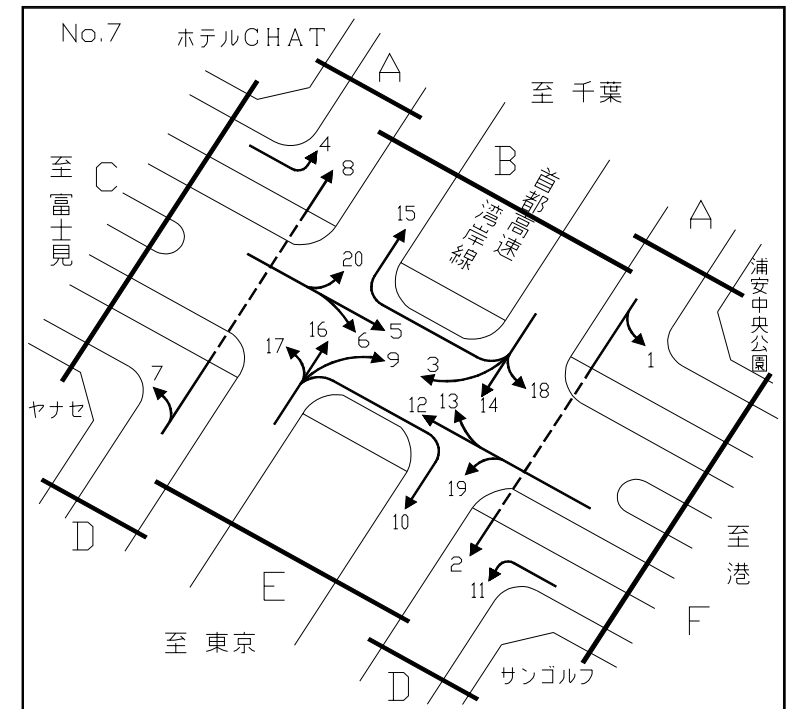 No.7
ホテルCHAT
A
至 千葉
B
首都高速
湾岸線
A
浦安中央公園
至 富士見
C
4
8
15
20
5
6
16
17
9
3
14
18
1
7
12
13
19
10
2
11
ヤナセ
D
E
至 東京
D
サンゴルフ
F
至 港